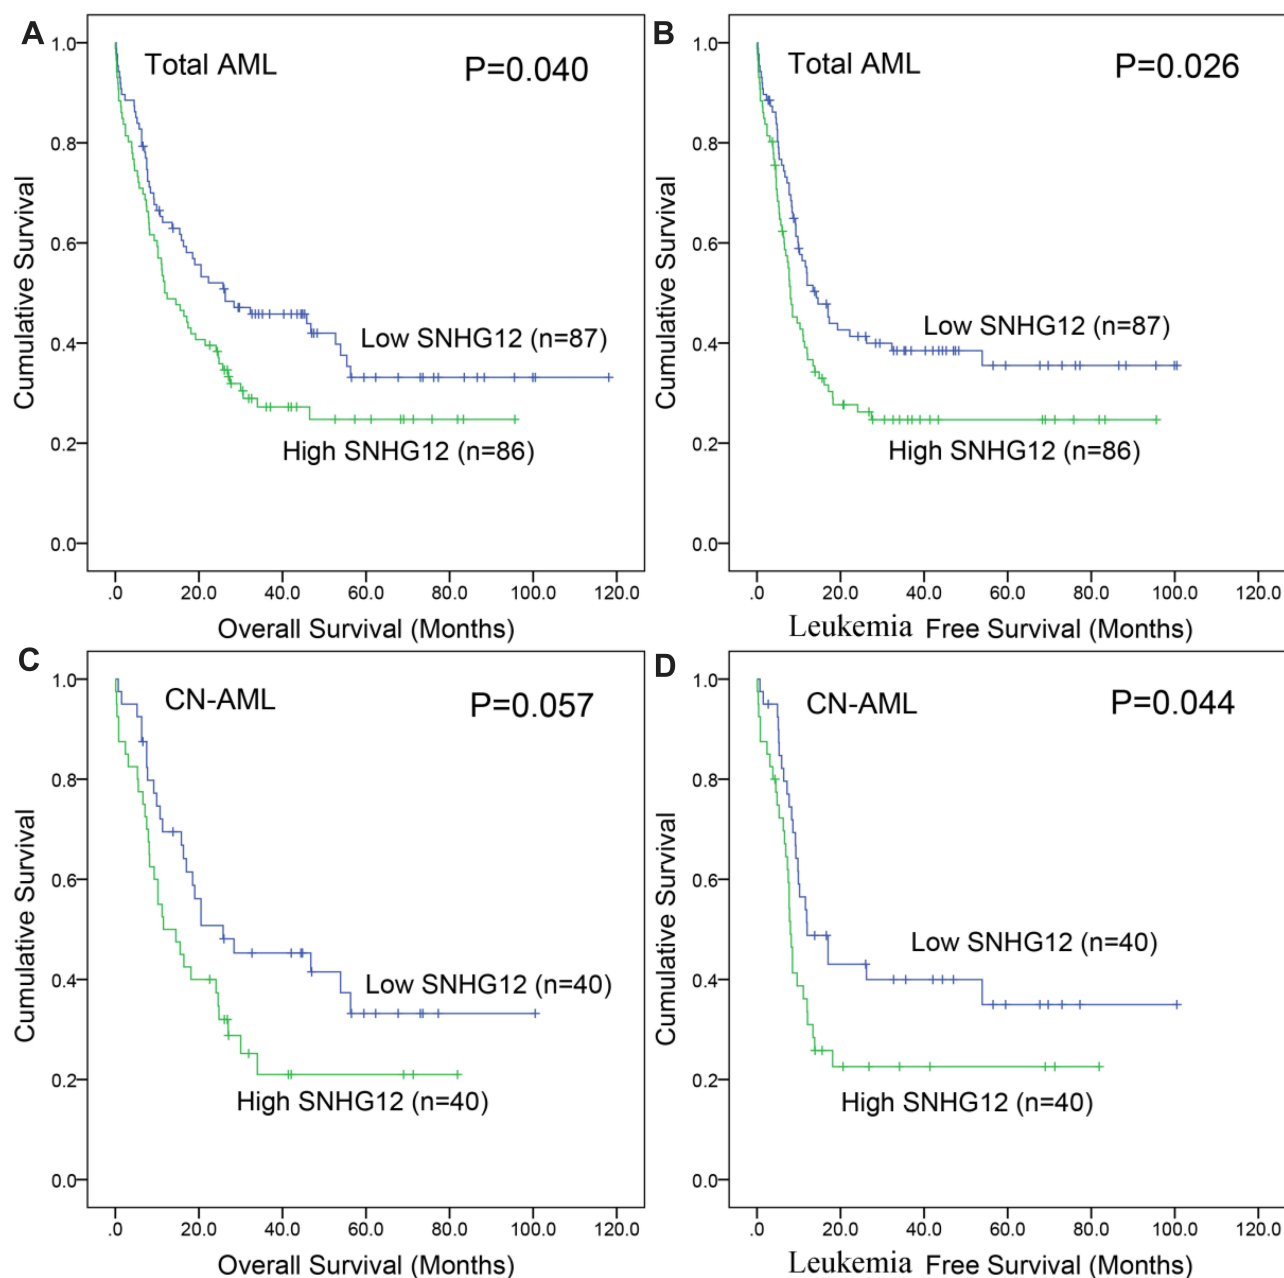 A
Total AML
P=0.040
1.0
0.8
0.6
0.4
0.2
0.0
Cumulative Survival
Low SNHG12 (n=87)
High SNHG12 (n=86)
.0 20.0 40.0 60.0 80.0 100.0 120.0
Overall Survival (Months)
B
Total AML
P=0.026
1.0
0.8
0.6
0.4
0.2
0.0
Cumulative Survival
Low SNHG12 (n=87)
High SNHG12 (n=86)
.0 20.0 40.0 60.0 80.0 100.0 120.0
Leukemia Free Survival (Months)
C
CN-AML
P=0.057
1.0
0.8
0.6
0.4
0.2
0.0
Cumulative Survival
Low SNHG12 (n=40)
High SNHG12 (n=40)
.0 20.0 40.0 60.0 80.0 100.0 120.0
Overall Survival (Months)
D
CN-AML
P=0.044
1.0
0.8
0.6
0.4
0.2
0.0
Cumulative Survival
Low SNHG12 (n=40)
High SNHG12 (n=40)
.0 20.0 40.0 60.0 80.0 100.0 120.0
Leukemia Free Survival (Months)